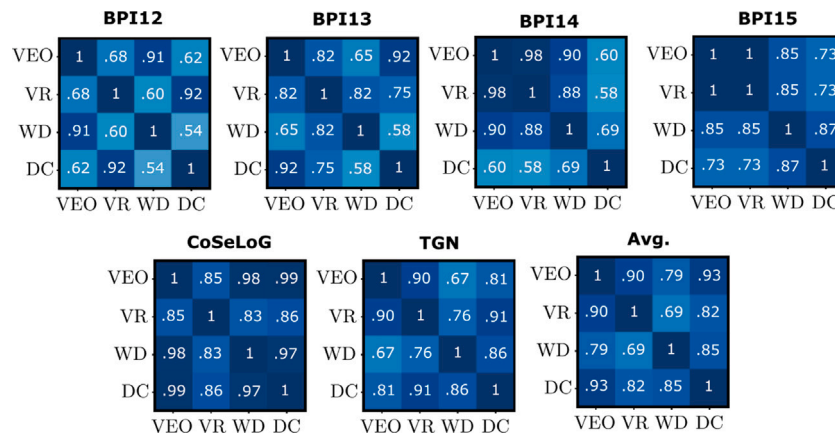 BPI12 BPI13 BPI14 BPI15
VEO 1 .68 .91 .62 VEO 1 .82 .65 .92 VEO 1 .98 .90 .60 VEO 1 1 .85 .73
VR .68 1 .60 .92 VR .82 1 .82 .75 VR .98 1 .88 .58 VR 1 1 .85 .73
WD .91 .60 1 .54 WD .65 .82 1 .58 WD .90 .88 1 .69 WD .85 .85 1 .87
DC .62 .92 .54 1 DC .92 .75 .58 1 DC .60 .58 .69 1 DC .73 .73 .87 1
VEO VR WD DC VEO VR WD DC VEO VR WD DC VEO VR WD DC
CoSeLoG TGN Avg.
VEO 1 .85 .98 .99 VEO 1 .90 .67 .81 VEO 1 .90 .79 .93
VR .85 1 .83 .86 VR .90 1 .76 .91 VR .90 1 .69 .82
WD .98 .83 1 .97 WD .67 .76 1 .86 WD .79 .69 1 .85
DC .99 .86 .97 1 DC .81 .91 .86 1 DC .93 .82 .85 1
VEO VR WD DC VEO VR WD DC VEO VR WD DC